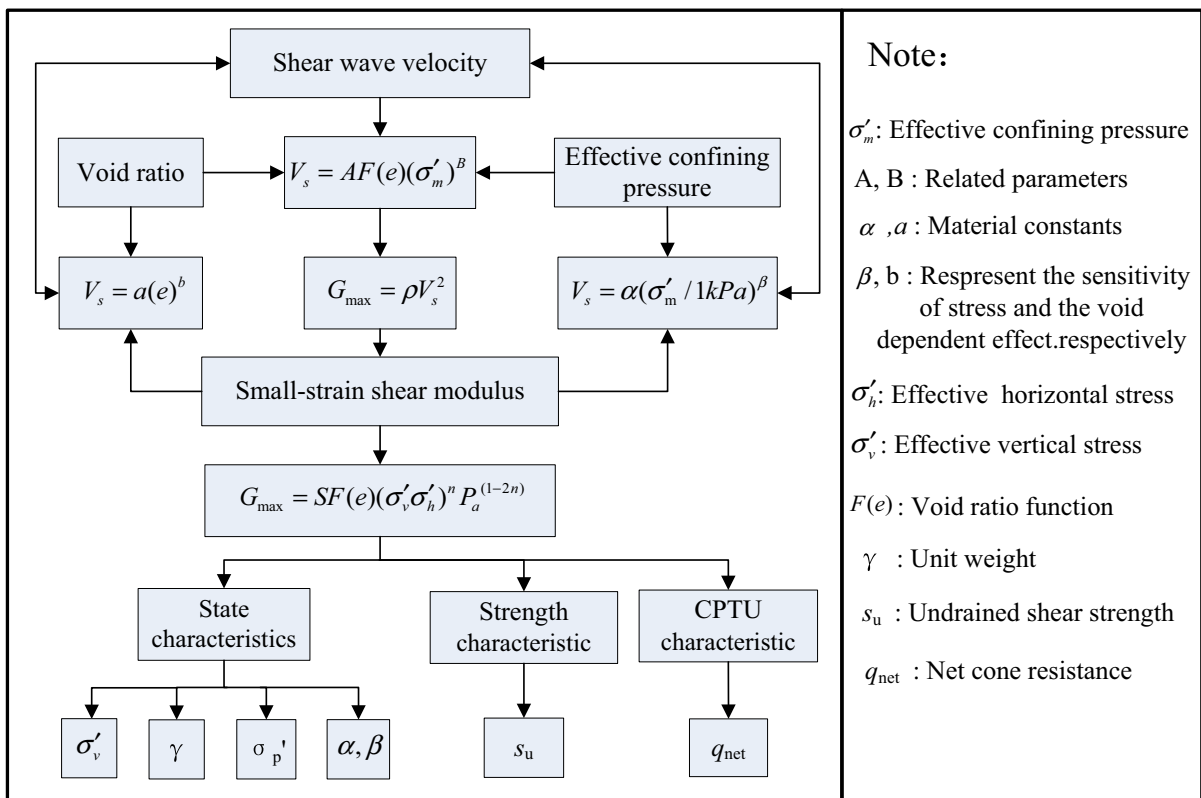 Shear wave velocity
Void ratio
V_s = AF(e)(σ′_m)^B
Effective confining
pressure
V_s = a(e)^b
G_max = ρV_s^2
V_s = α(σ′_m / 1kPa)^β
Small-strain shear modulus
G_max = SF(e)(σ′_v σ′_h)^n P_a^(1−2n)
State
characteristics
Strength
characteristic
CPTU
characteristic
σ′_v
γ
σ_p'
α, β
s_u
q_net
Note：
σ′_m: Effective confining pressure
A, B : Related parameters
α ,a : Material constants
β, b : Respresent the sensitivity
of stress and the void
dependent effect.respectively
σ′_h: Effective horizontal stress
σ′_v: Effective vertical stress
F(e) : Void ratio function
γ : Unit weight
s_u : Undrained shear strength
q_net : Net cone resistance